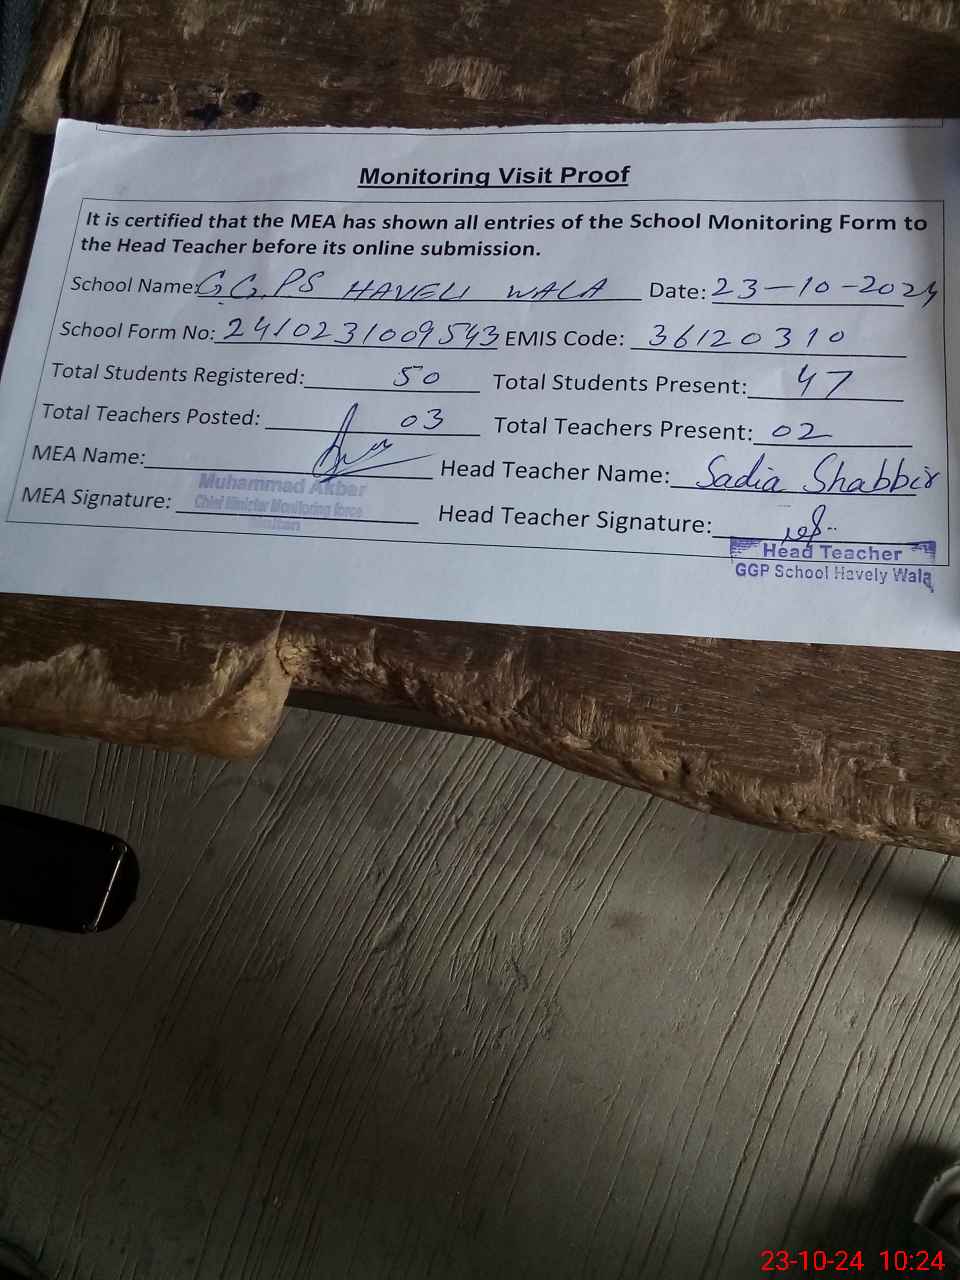 Monitoring Visit Proof
It is certified that the MEA has shown all entries of the School Monitoring Form to
the Head Teacher before its online submission.
School Name: G.G.P.S HAVELI WALA Date: 23-10-2024
School Form No: 2410231009543 EMIS Code: 36120310
Total Students Registered: 50 Total Students Present: 47
Total Teachers Posted: 03 Total Teachers Present: 02
MEA Name: Head Teacher Name: Sadia Shabbir
Muhammad Akbar
Chief Minister Monitoring force
MEA Signature: Head Teacher Signature:
Head Teacher
GGP School Havely Wala
23-10-24 10:24